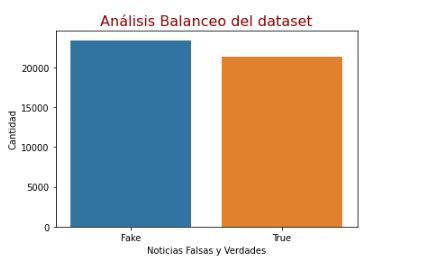 Análisis Balanceo del dataset
Cantidad
20000
15000
10000
5000
0
Fake
True
Noticias Falsas y Verdades